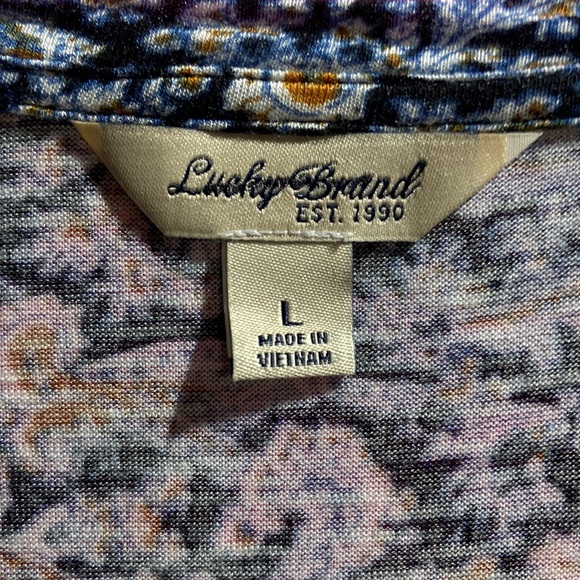 Lucky Brand
EST. 1990
L
MADE IN
VIETNAM